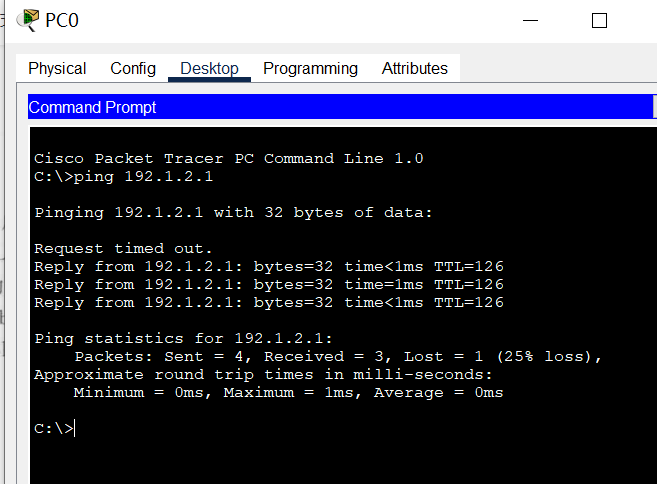 PC0
Physical Config Desktop Programming Attributes
Command Prompt
Cisco Packet Tracer PC Command Line 1.0
C:\>ping 192.1.2.1
Pinging 192.1.2.1 with 32 bytes of data:
Request timed out.
Reply from 192.1.2.1: bytes=32 time<1ms TTL=126
Reply from 192.1.2.1: bytes=32 time=1ms TTL=126
Reply from 192.1.2.1: bytes=32 time<1ms TTL=126
Ping statistics for 192.1.2.1:
Packets: Sent = 4, Received = 3, Lost = 1 (25% loss),
Approximate round trip times in milli-seconds:
Minimum = 0ms, Maximum = 1ms, Average = 0ms
C:\>